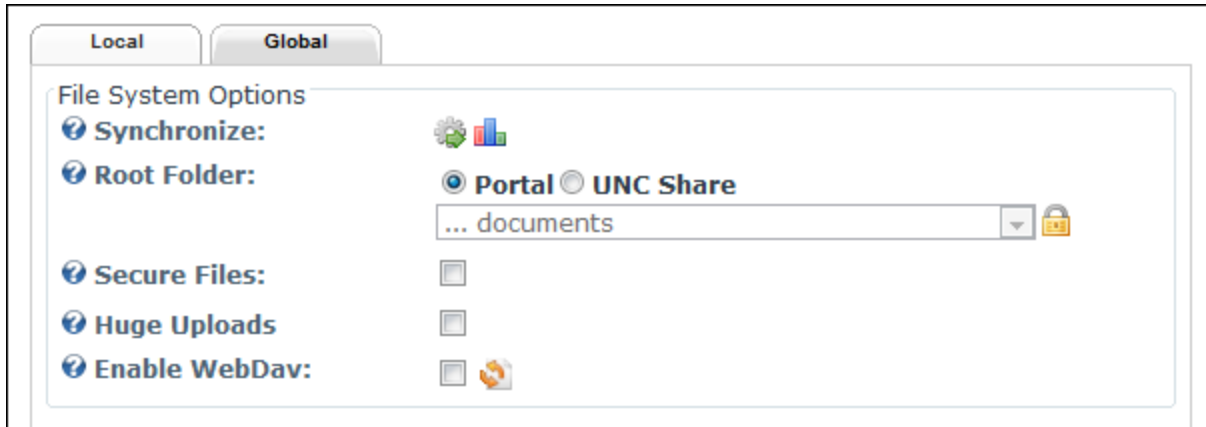 Local Global
File System Options
Synchronize:
Root Folder:
Portal UNC Share
... documents
Secure Files:
Huge Uploads
Enable WebDav: